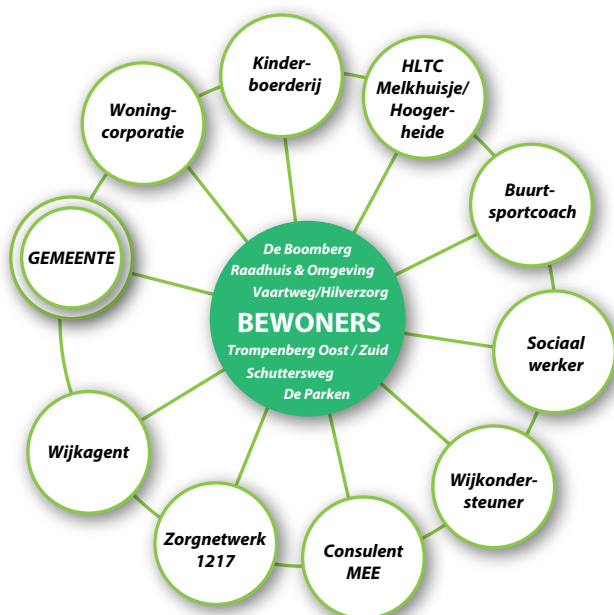 Kinder-
boerderij
HLTC
Melkhuisje/
Hooger-
heide
Buurt-
sportcoach
Sociaal
werker
Wijkonder-
steuner
Consulent
MEE
Zorgnetwerk
1217
Wijkagent
GEMEENTE
Woning-
corporatie
De Boomberg
Raadhuis & Omgeving
Vaartweg/Hilverzorg
BEWONERS
Trompenberg Oost / Zuid
Schuttersweg
De Parken